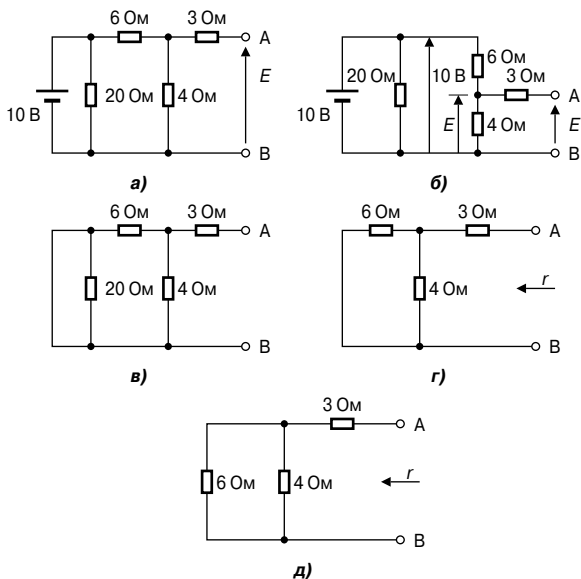 6 Ом 3 Ом A
10 В 20 Ом 4 Ом E
B
а)
6 Ом
20 Ом 10 В 3 Ом A
10 В E 4 Ом E
B
б)
6 Ом 3 Ом A
20 Ом 4 Ом
B
в)
6 Ом 3 Ом A
4 Ом r
B
г)
3 Ом A
6 Ом 4 Ом r
B
д)